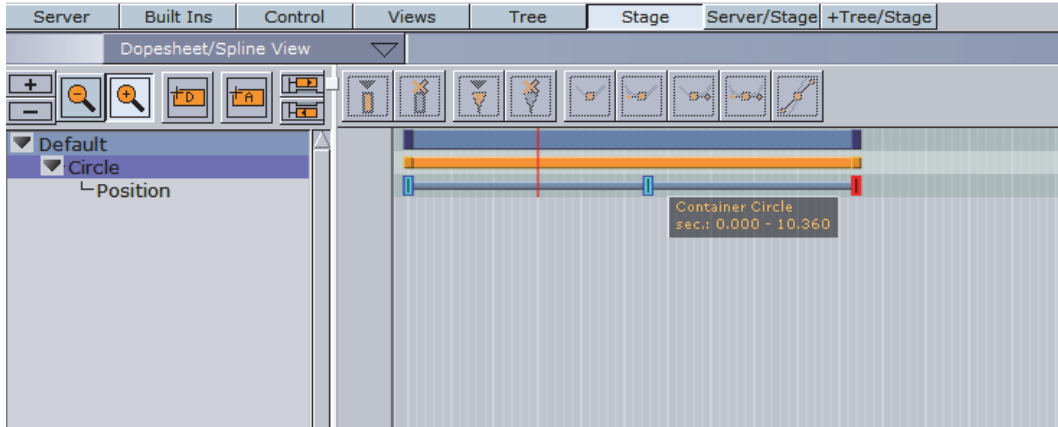 Server Built Ins Control Views Tree Stage Server/Stage +Tree/Stage
Dopesheet/Spline View
D A
Default
Circle
Position
Container Circle
sec.: 0.000 - 10.360